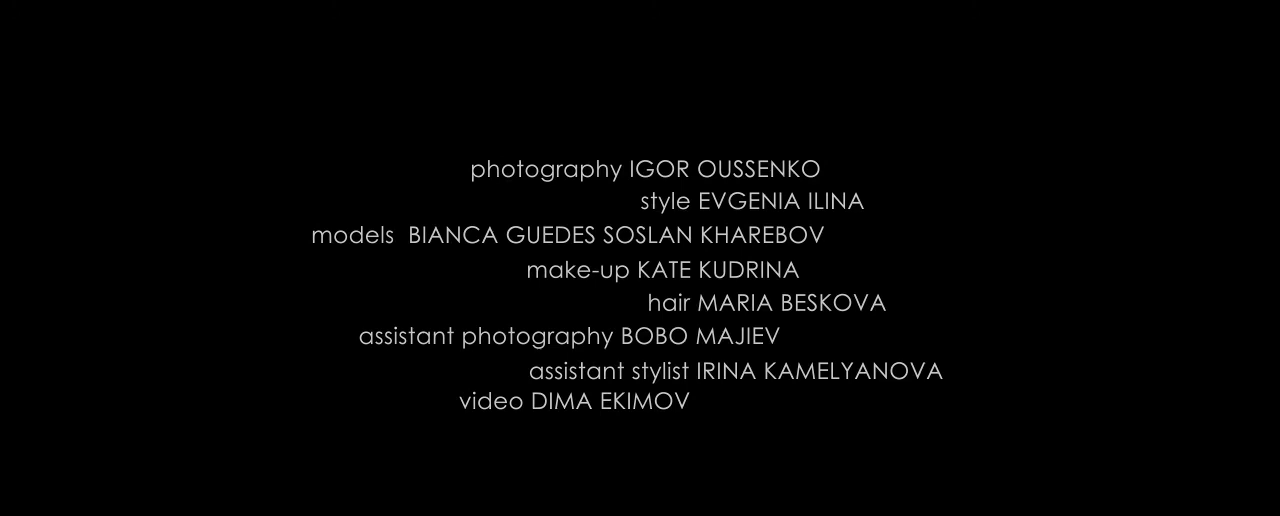 photography IGOR OUSSENKO
style EVGENIA ILINA
models BIANCA GUEDES SOSLAN KHAREBOV
make-up KATE KUDRINA
hair MARIA BESKOVA
assistant photography BOBO MAJIEV
assistant stylist IRINA KAMELYANOVA
video DIMA EKIMOV